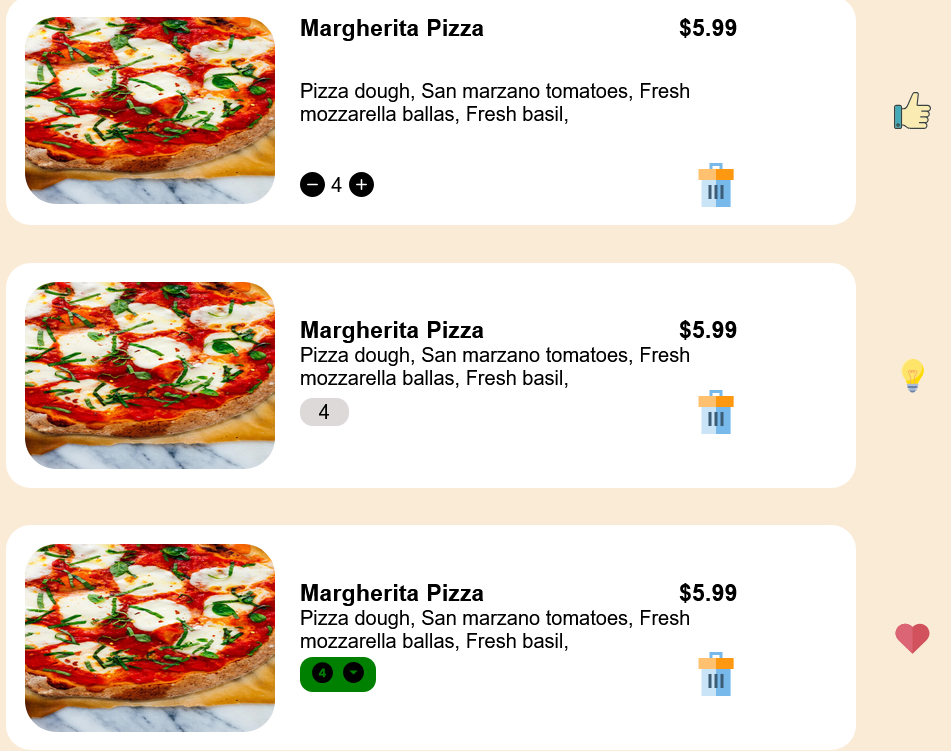 Margherita Pizza $5.99
Pizza dough, San marzano tomatoes, Fresh
mozzarella ballas, Fresh basil,
4
Margherita Pizza $5.99
Pizza dough, San marzano tomatoes, Fresh
mozzarella ballas, Fresh basil,
4
Margherita Pizza $5.99
Pizza dough, San marzano tomatoes, Fresh
mozzarella ballas, Fresh basil,
4